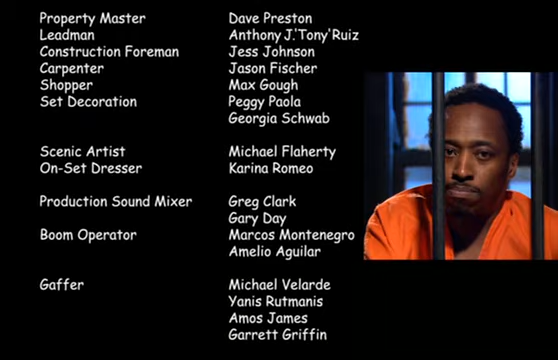 Property Master Dave Preston
Leadman Anthony J.'Tony'Ruiz
Construction Foreman Jess Johnson
Carpenter Jason Fischer
Shopper Max Gough
Set Decoration Peggy Paola
Georgia Schwab
Scenic Artist Michael Flaherty
On-Set Dresser Karina Romeo
Production Sound Mixer Greg Clark
Gary Day
Boom Operator Marcos Montenegro
Amelio Aguilar
Gaffer Michael Velarde
Yanis Rutmanis
Amos James
Garrett Griffin